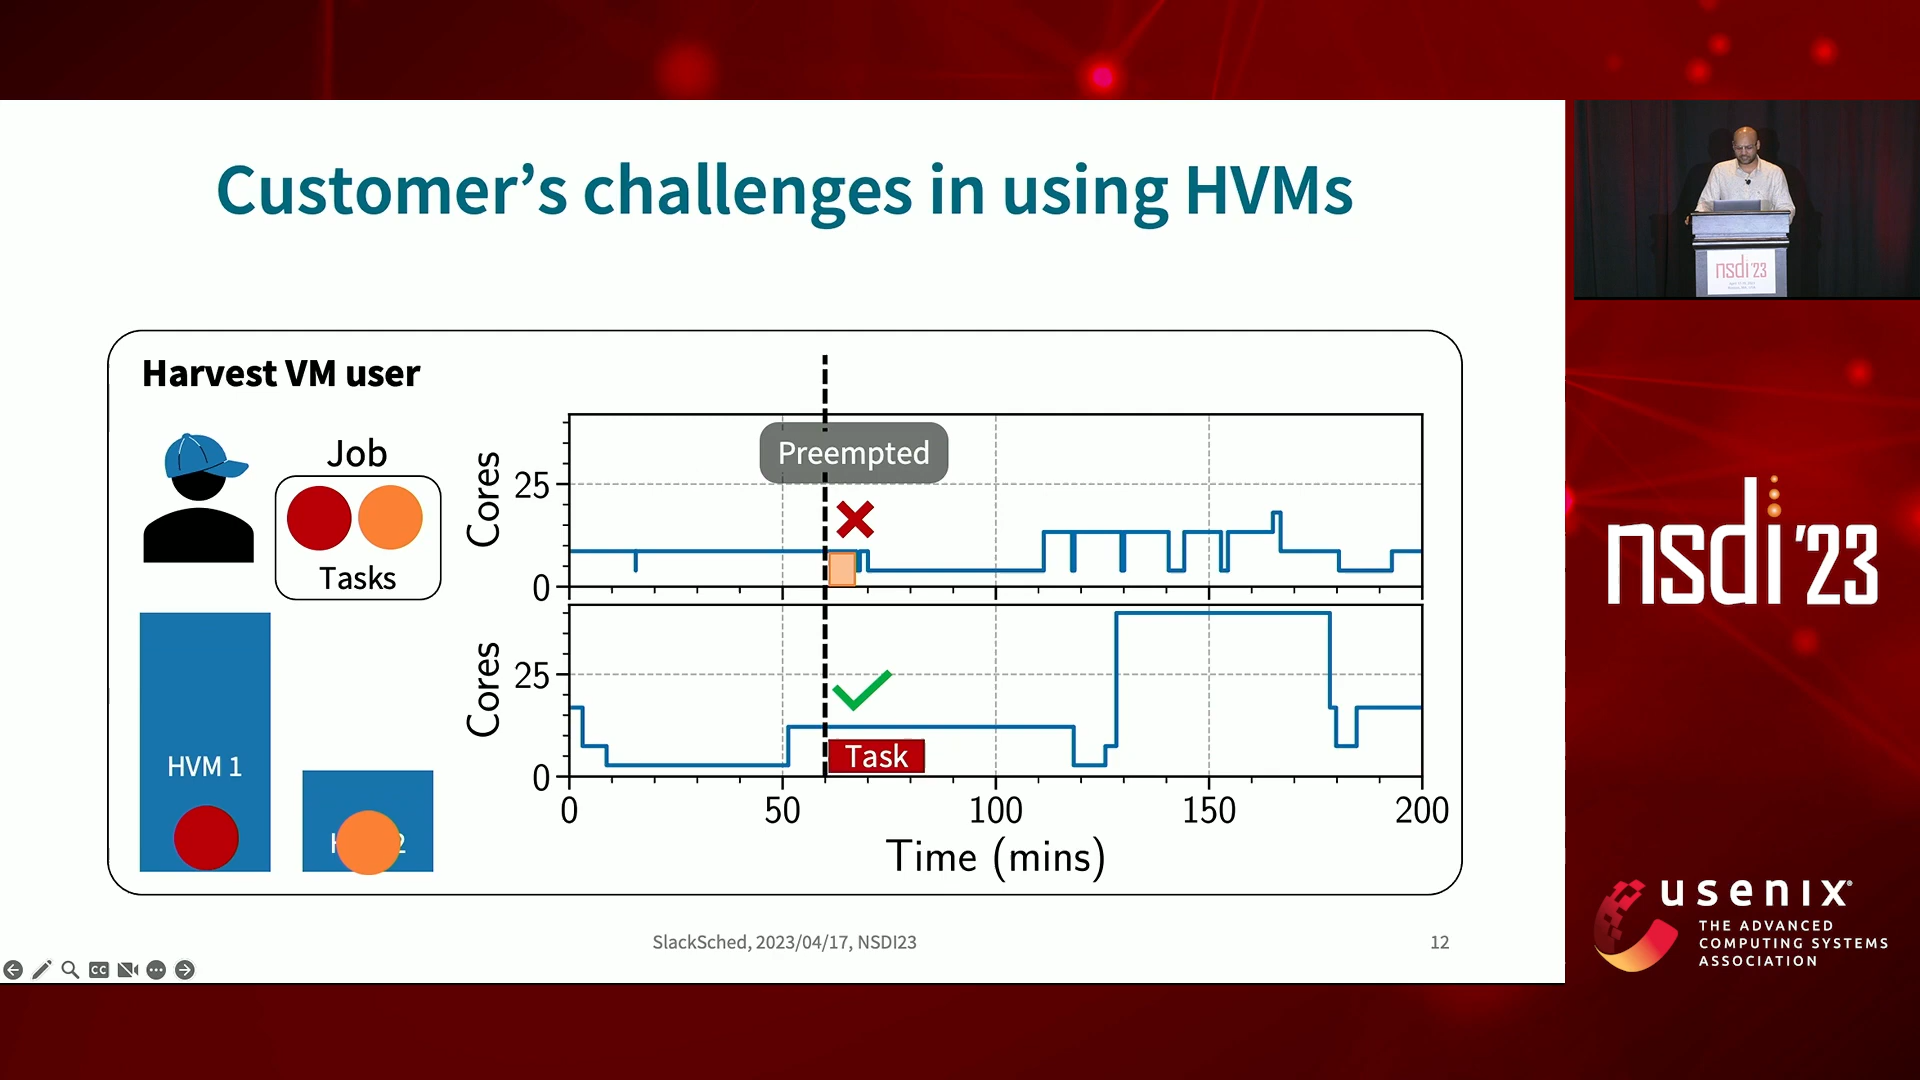 Customer’s challenges in using HVMs
Harvest VM user
Job
Tasks
HVM 1
Preempted
Cores
25
0
Cores
25
0
Task
0 50 100 150 200
Time (mins)
SlackSched, 2023/04/17, NSDI23
12
CC
nsdi'23
nsdi'23
usenix®
THE ADVANCED
COMPUTING SYSTEMS
ASSOCIATION